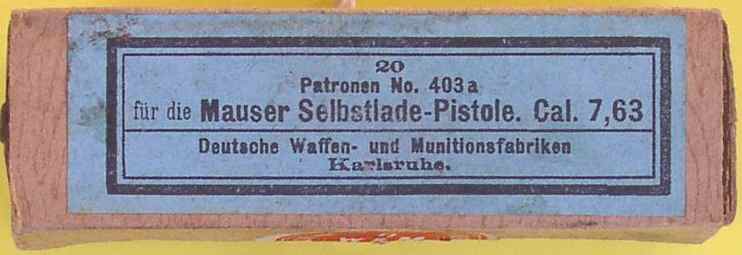 20
Patronen No. 403a
für die Mauser Selbstlade-Pistole. Cal. 7,63
Deutsche Waffen- und Munitionsfabriken
Karlsruhe.